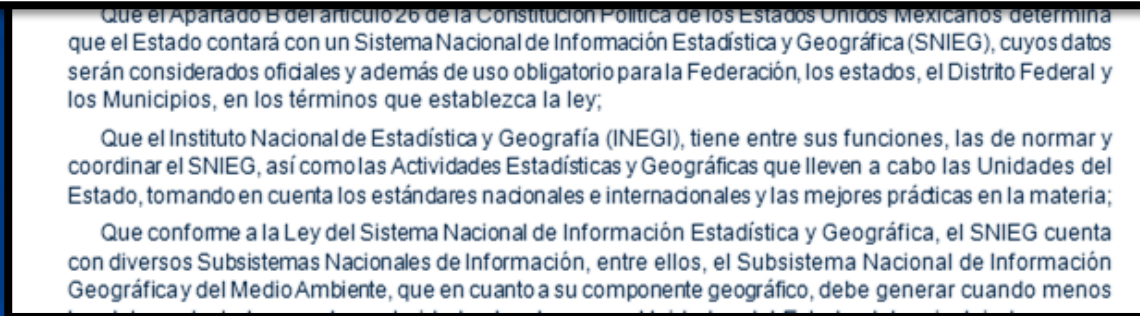 Que el Apartado B del artículo 26 de la Constitución Política de los Estados Unidos Mexicanos determina
que el Estado contará con un Sistema Nacional de Información Estadística y Geográfica (SNIEG), cuyos datos
serán considerados oficiales y además de uso obligatorio para la Federación, los estados, el Distrito Federal y
los Municipios, en los términos que establezca la ley;
Que el Instituto Nacional de Estadística y Geografía (INEGI), tiene entre sus funciones, las de normar y
coordinar el SNIEG, así como las Actividades Estadísticas y Geográficas que lleven a cabo las Unidades del
Estado, tomando en cuenta los estándares nacionales e internacionales y las mejores prácticas en la materia;
Que conforme a la Ley del Sistema Nacional de Información Estadística y Geográfica, el SNIEG cuenta
con diversos Subsistemas Nacionales de Información, entre ellos, el Subsistema Nacional de Información
Geográfica y del Medio Ambiente, que en cuanto a su componente geográfico, debe generar cuando menos